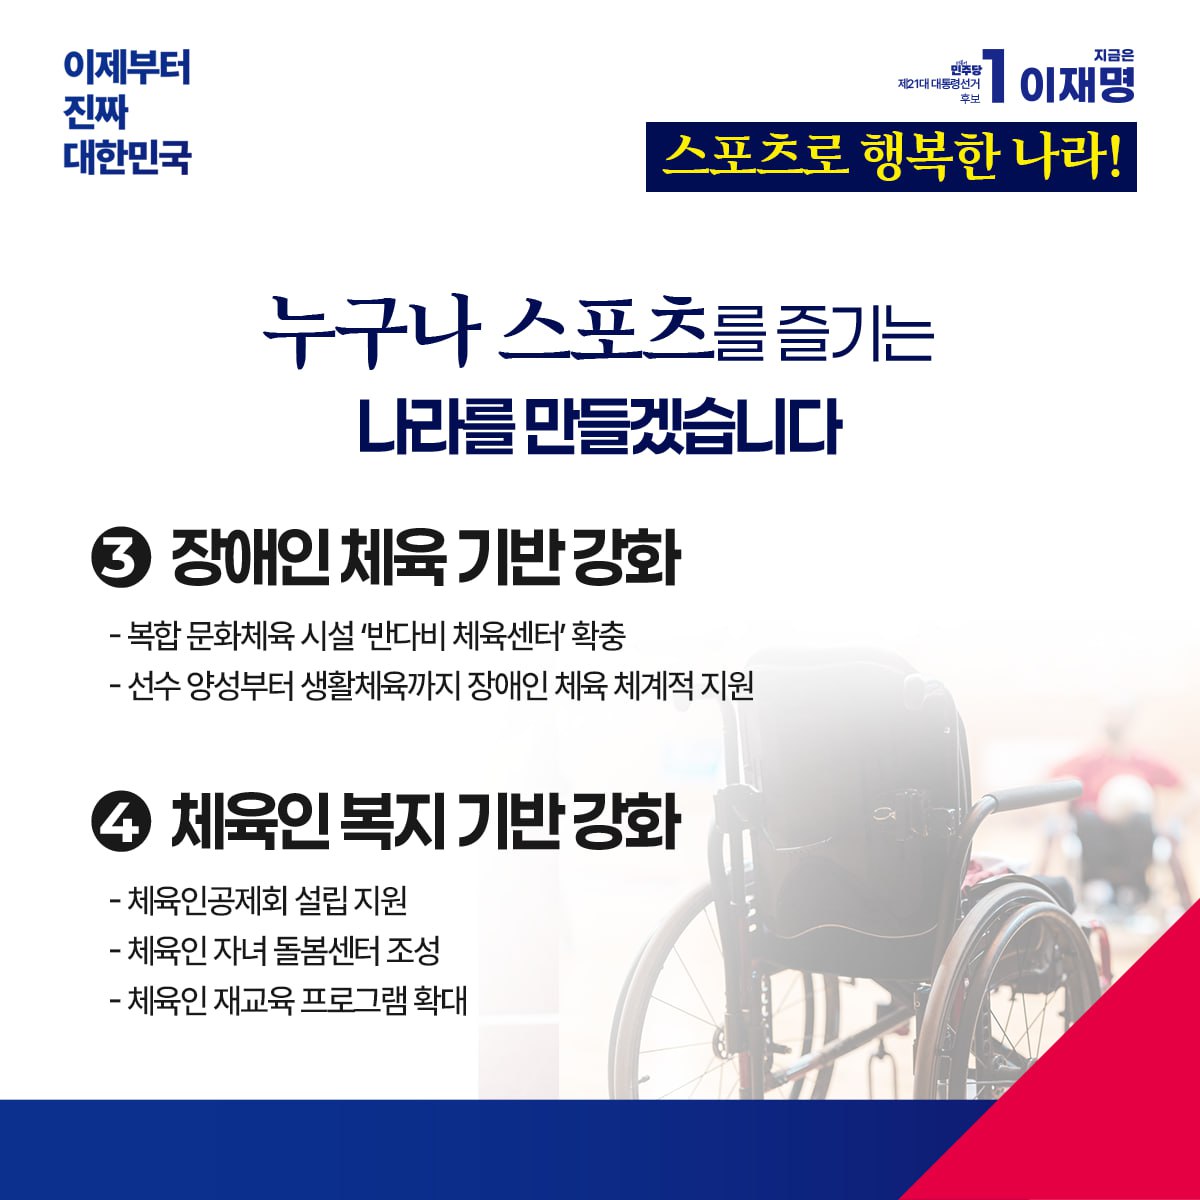 이제부터
진짜
대한민국
지금은
민주당
제21대 대통령선거
후보
1 이재명
스포츠로 행복한 나라!
누구나 스포츠를 즐기는
나라를 만들겠습니다
3 장애인 체육 기반 강화
- 복합 문화체육 시설 ‘반다비 체육센터’ 확충
- 선수 양성부터 생활체육까지 장애인 체육 체계적 지원
4 체육인 복지 기반 강화
- 체육인공제회 설립 지원
- 체육인 자녀 돌봄센터 조성
- 체육인 재교육 프로그램 확대